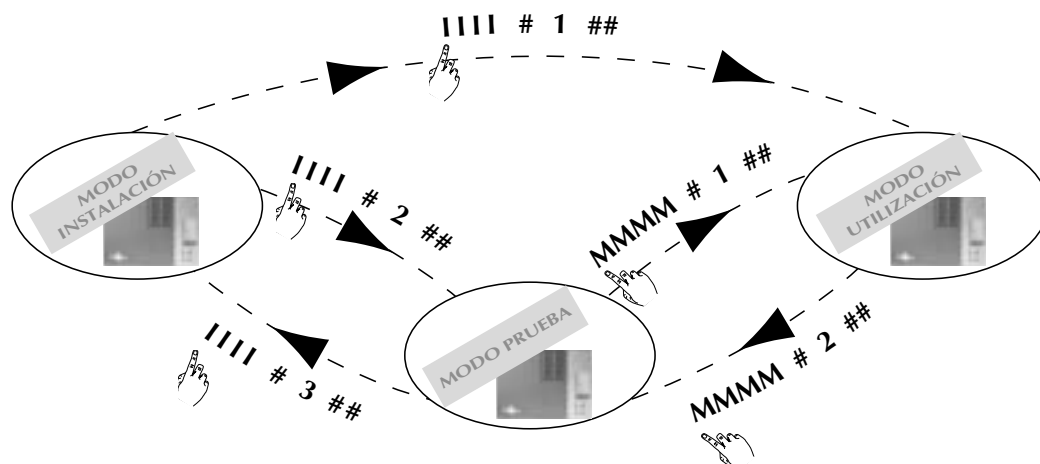 IIII # 1 ##
MODO
INSTALACIÓN
IIII # 2 ##
MMMM # 1 ##
MODO
UTILIZACIÓN
MODO PRUEBA
IIII # 3 ##
MMMM # 2 ##